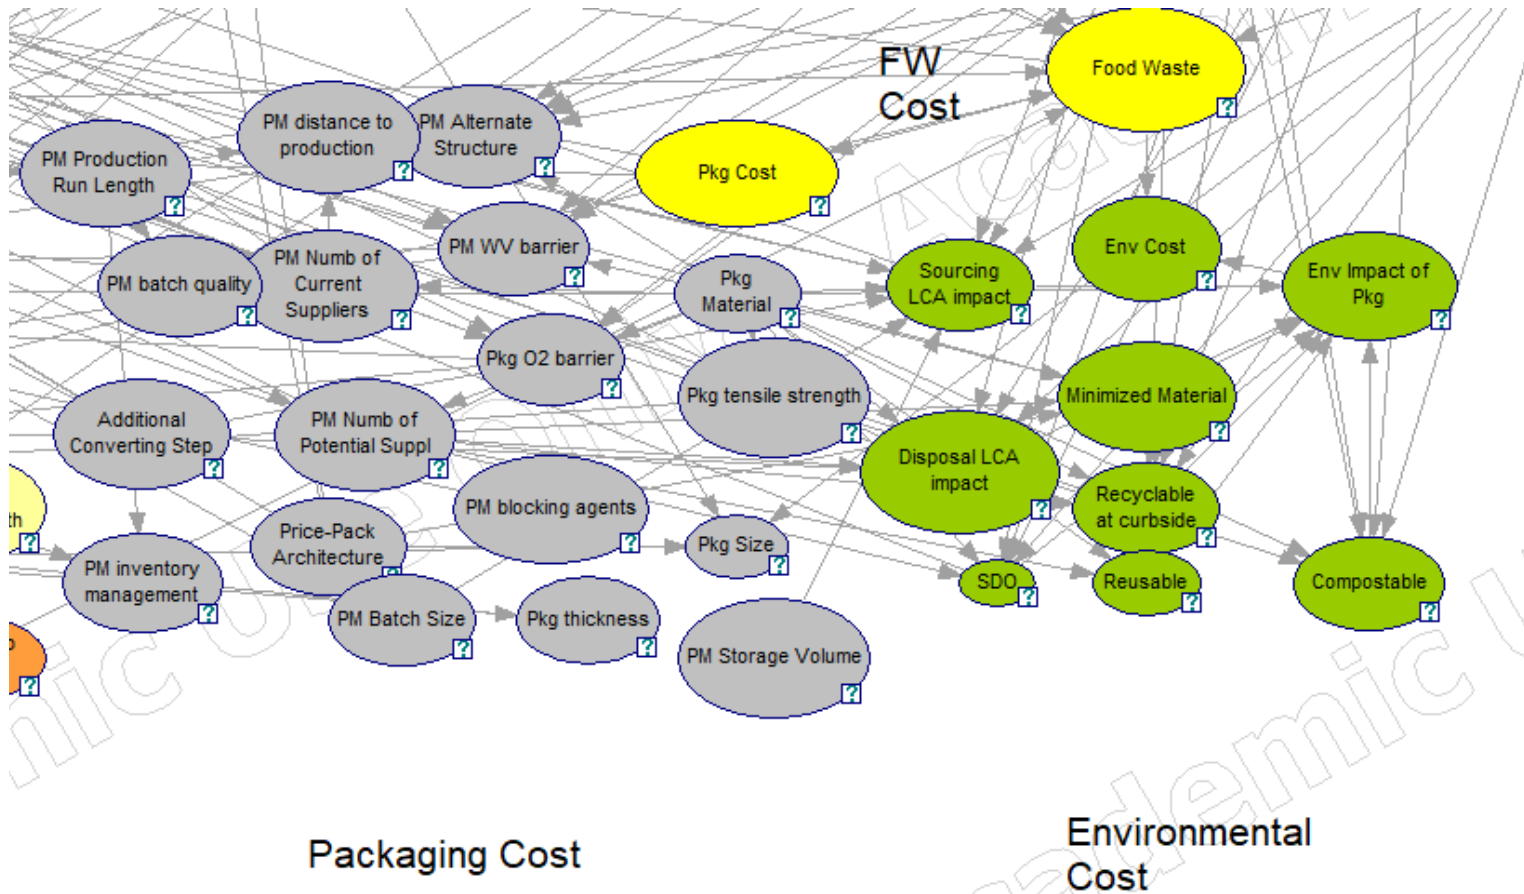 Food Waste
FW
Cost
PM distance to
production
PM Alternate
Structure
PM Production
Run Length
Pkg Cost
PM WV barrier
Env Cost
PM batch quality
PM Numb of
Current
Suppliers
Pkg
Material
Sourcing
LCA impact
Env Impact of
Pkg
Pkg O2 barrier
Pkg tensile strength
Minimized Material
Additional
Converting Step
PM Numb of
Potential Suppl
Disposal LCA
impact
PM blocking agents
Recyclable
at curbside
th
Price-Pack
Architecture
Pkg Size
PM inventory
management
SDO
Reusable
Compostable
PM Batch Size
Pkg thickness
PM Storage Volume
Packaging Cost
Environmental
Cost